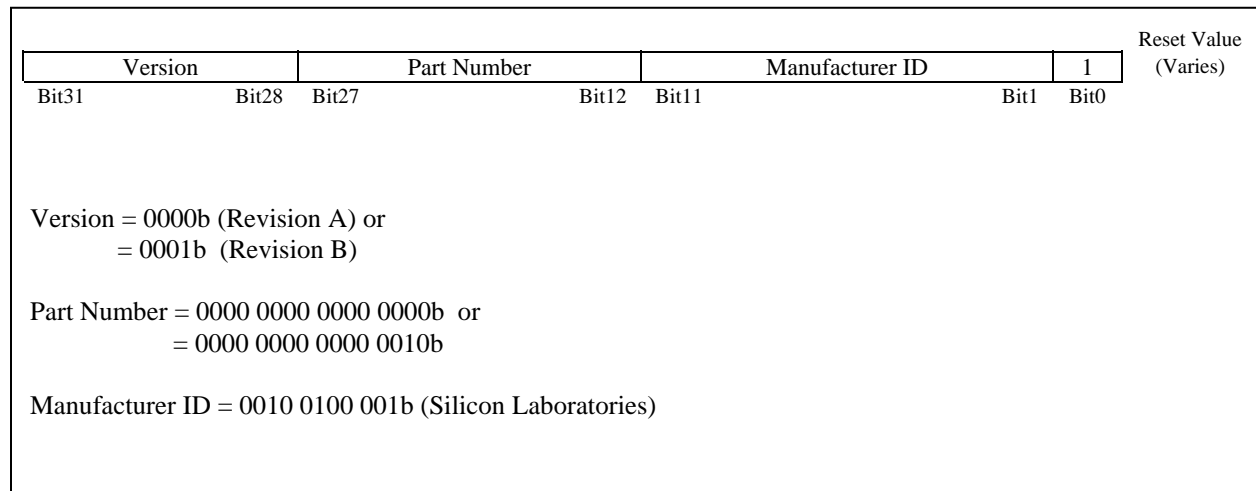 Reset Value
Version Part Number Manufacturer ID 1 (Varies)
Bit31 Bit28 Bit27 Bit12 Bit11 Bit1 Bit0
Version = 0000b (Revision A) or
= 0001b (Revision B)
Part Number = 0000 0000 0000 0000b or
= 0000 0000 0000 0010b
Manufacturer ID = 0010 0100 001b (Silicon Laboratories)